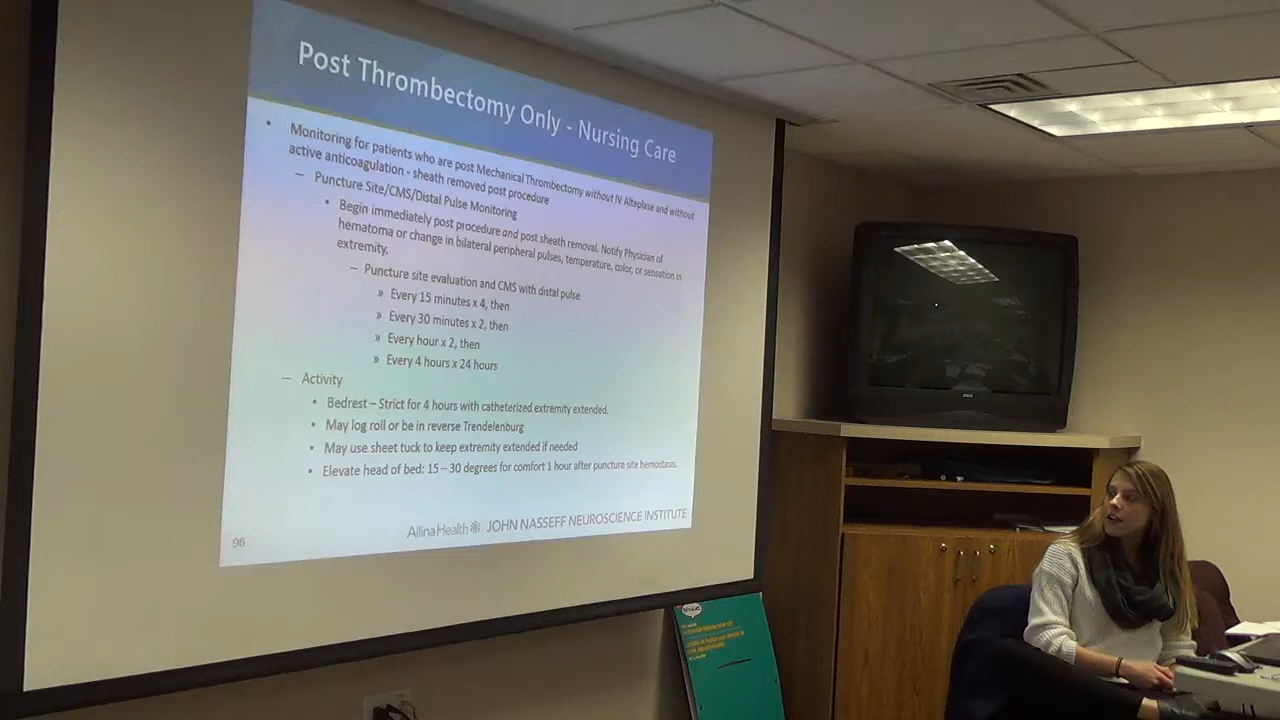 Post Thrombectomy Only - Nursing Care
• Monitoring for patients who are post Mechanical Thrombectomy without IV Alteplase and without
active anticoagulation - sheath removed post procedure
– Puncture Site/CMS/Distal Pulse Monitoring
• Begin immediately post procedure and post sheath removal. Notify Physician of
hematoma or change in bilateral peripheral pulses, temperature, color, or sensation in
extremity.
– Puncture site evaluation and CMS with distal pulse
» Every 15 minutes x 4, then
» Every 30 minutes x 2, then
» Every hour x 2, then
» Every 4 hours x 24 hours
– Activity
• Bedrest – Strict for 4 hours with catheterized extremity extended.
• May log roll or be in reverse Trendelenburg
• May use sheet tuck to keep extremity extended if needed
• Elevate head of bed: 15 – 30 degrees for comfort 1 hour after puncture site hemostasis.
96
Allina Health JOHN NASSEFF NEUROSCIENCE INSTITUTE